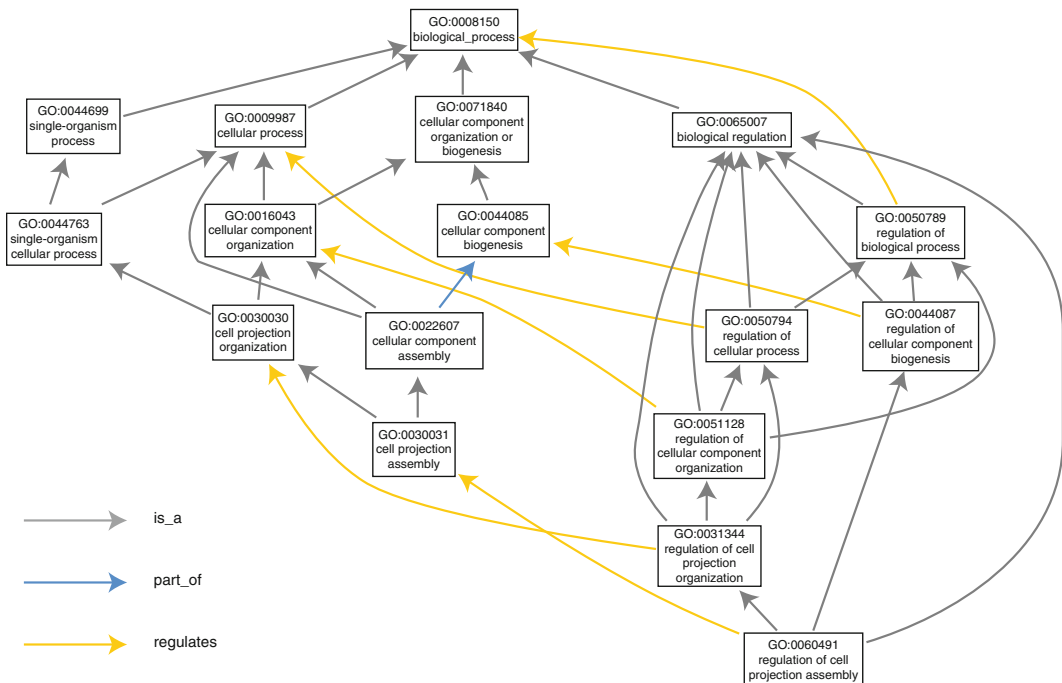 GO:0008150
biological_process
GO:0044699
single-organism
process
GO:0009987
cellular process
GO:0071840
cellular component
organization or
biogenesis
GO:0065007
biological regulation
GO:0044763
single-organism
cellular process
GO:0016043
cellular component
organization
GO:0044085
cellular component
biogenesis
GO:0050789
regulation of
biological process
GO:0030030
cell projection
organization
GO:0022607
cellular component
assembly
GO:0050794
regulation of
cellular process
GO:0044087
regulation of
cellular component
biogenesis
GO:0030031
cell projection
assembly
GO:0051128
regulation of
cellular component
organization
GO:0031344
regulation of cell
projection
organization
GO:0060491
regulation of cell
projection assembly
is_a
part_of
regulates